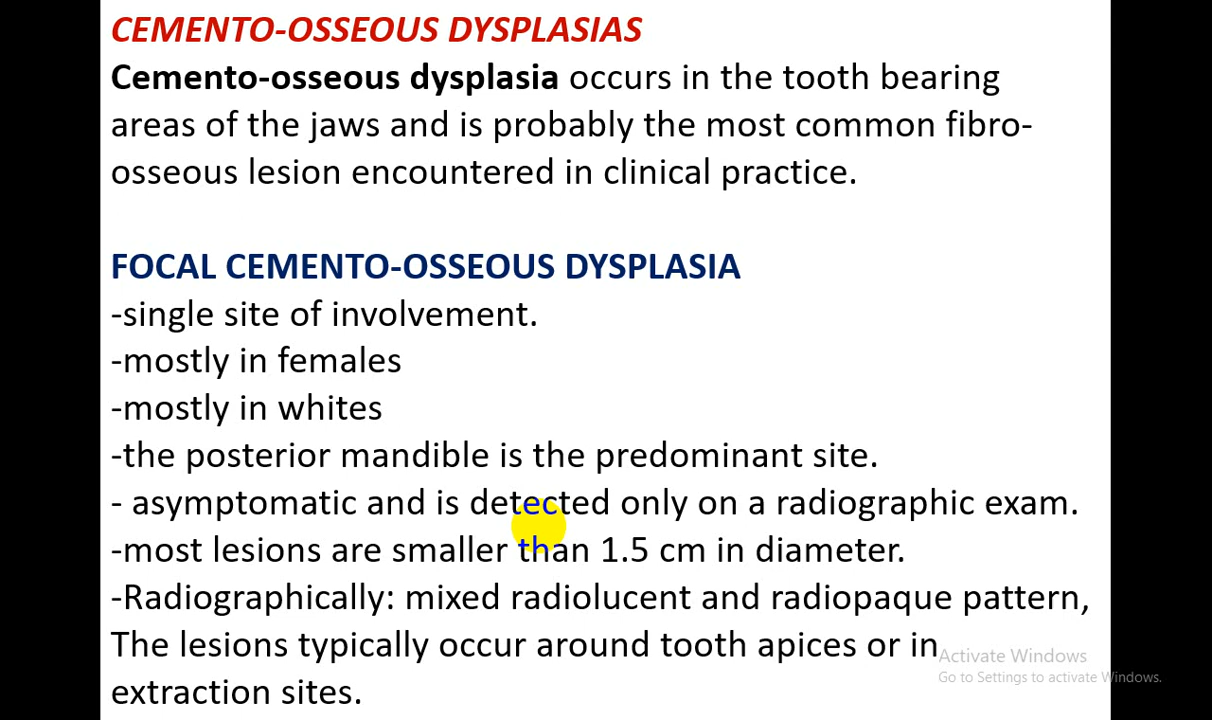 CEMENTO-OSSEOUS DYSPLASIAS
Cemento-osseous dysplasia occurs in the tooth bearing
areas of the jaws and is probably the most common fibro-
osseous lesion encountered in clinical practice.
FOCAL CEMENTO-OSSEOUS DYSPLASIA
-single site of involvement.
-mostly in females
-mostly in whites
-the posterior mandible is the predominant site.
- asymptomatic and is detected only on a radiographic exam.
-most lesions are smaller than 1.5 cm in diameter.
-Radiographically: mixed radiolucent and radiopaque pattern,
The lesions typically occur around tooth apices or in
extraction sites.
Activate Windows
Go to Settings to activate Windows.